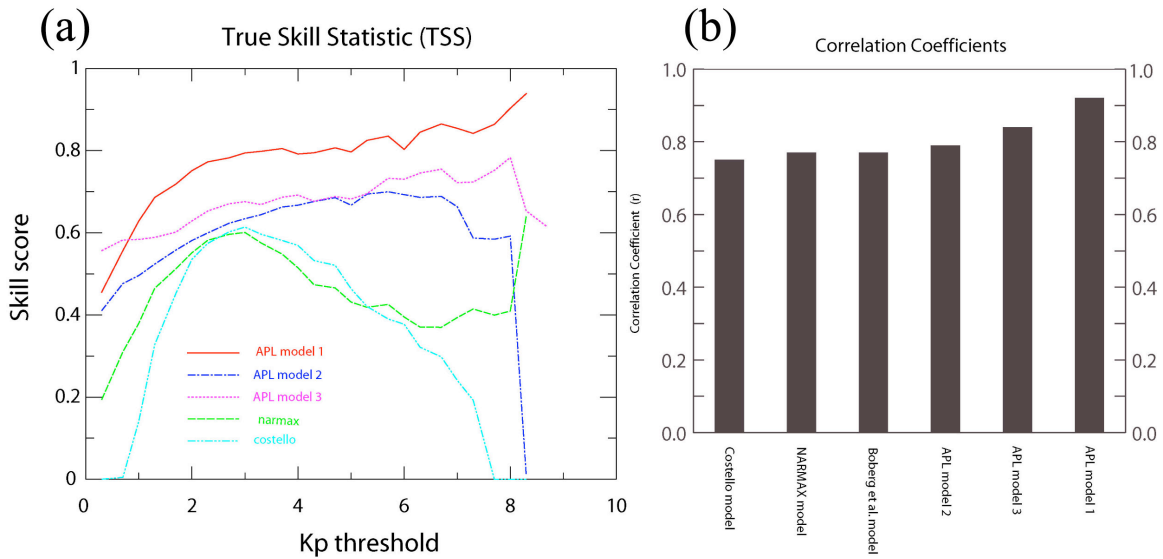 (a)
True Skill Statistic (TSS)
1
0.8
0.6
0.4
0.2
0
Skill score
APL model 1
APL model 2
APL model 3
narmax
costello
0
2
4
6
8
10
Kp threshold
(b)
Correlation Coefficients
1.0
0.8
0.6
0.4
0.2
0.0
Correlation Coefficient (r)
1.0
0.8
0.6
0.4
0.2
0.0
Costello model
NARMAX model
Boberg et al. model
APL model 2
APL model 3
APL model 1